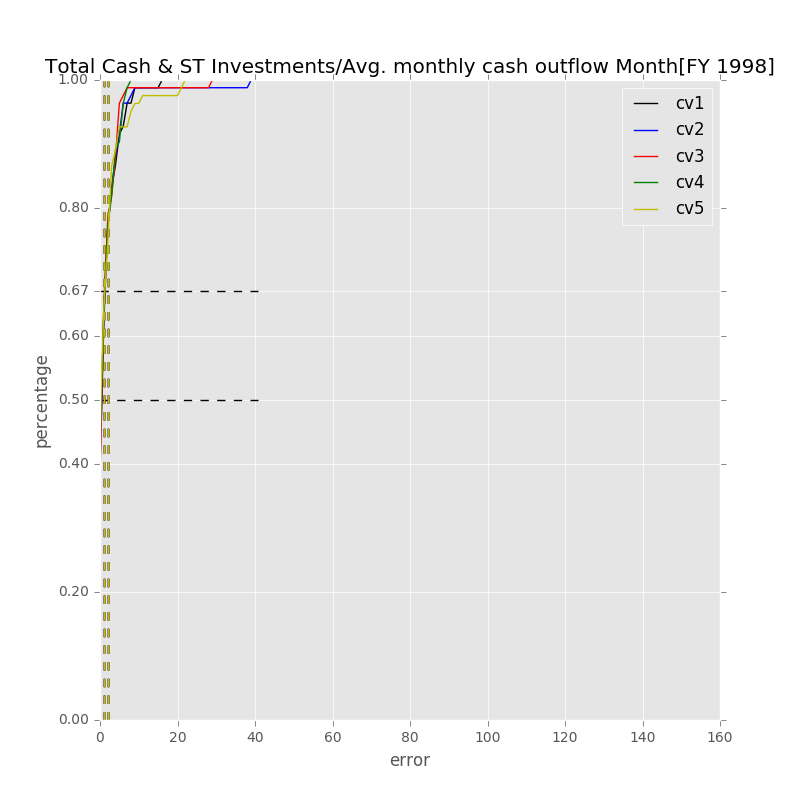 Total Cash & ST Investments/Avg. monthly cash outflow Month[FY 1998]
1.00
0.80
0.67
0.60
0.50
0.40
0.20
0.00
percentage
cv1
cv2
cv3
cv4
cv5
0 20 40 60 80 100 120 140 160
error